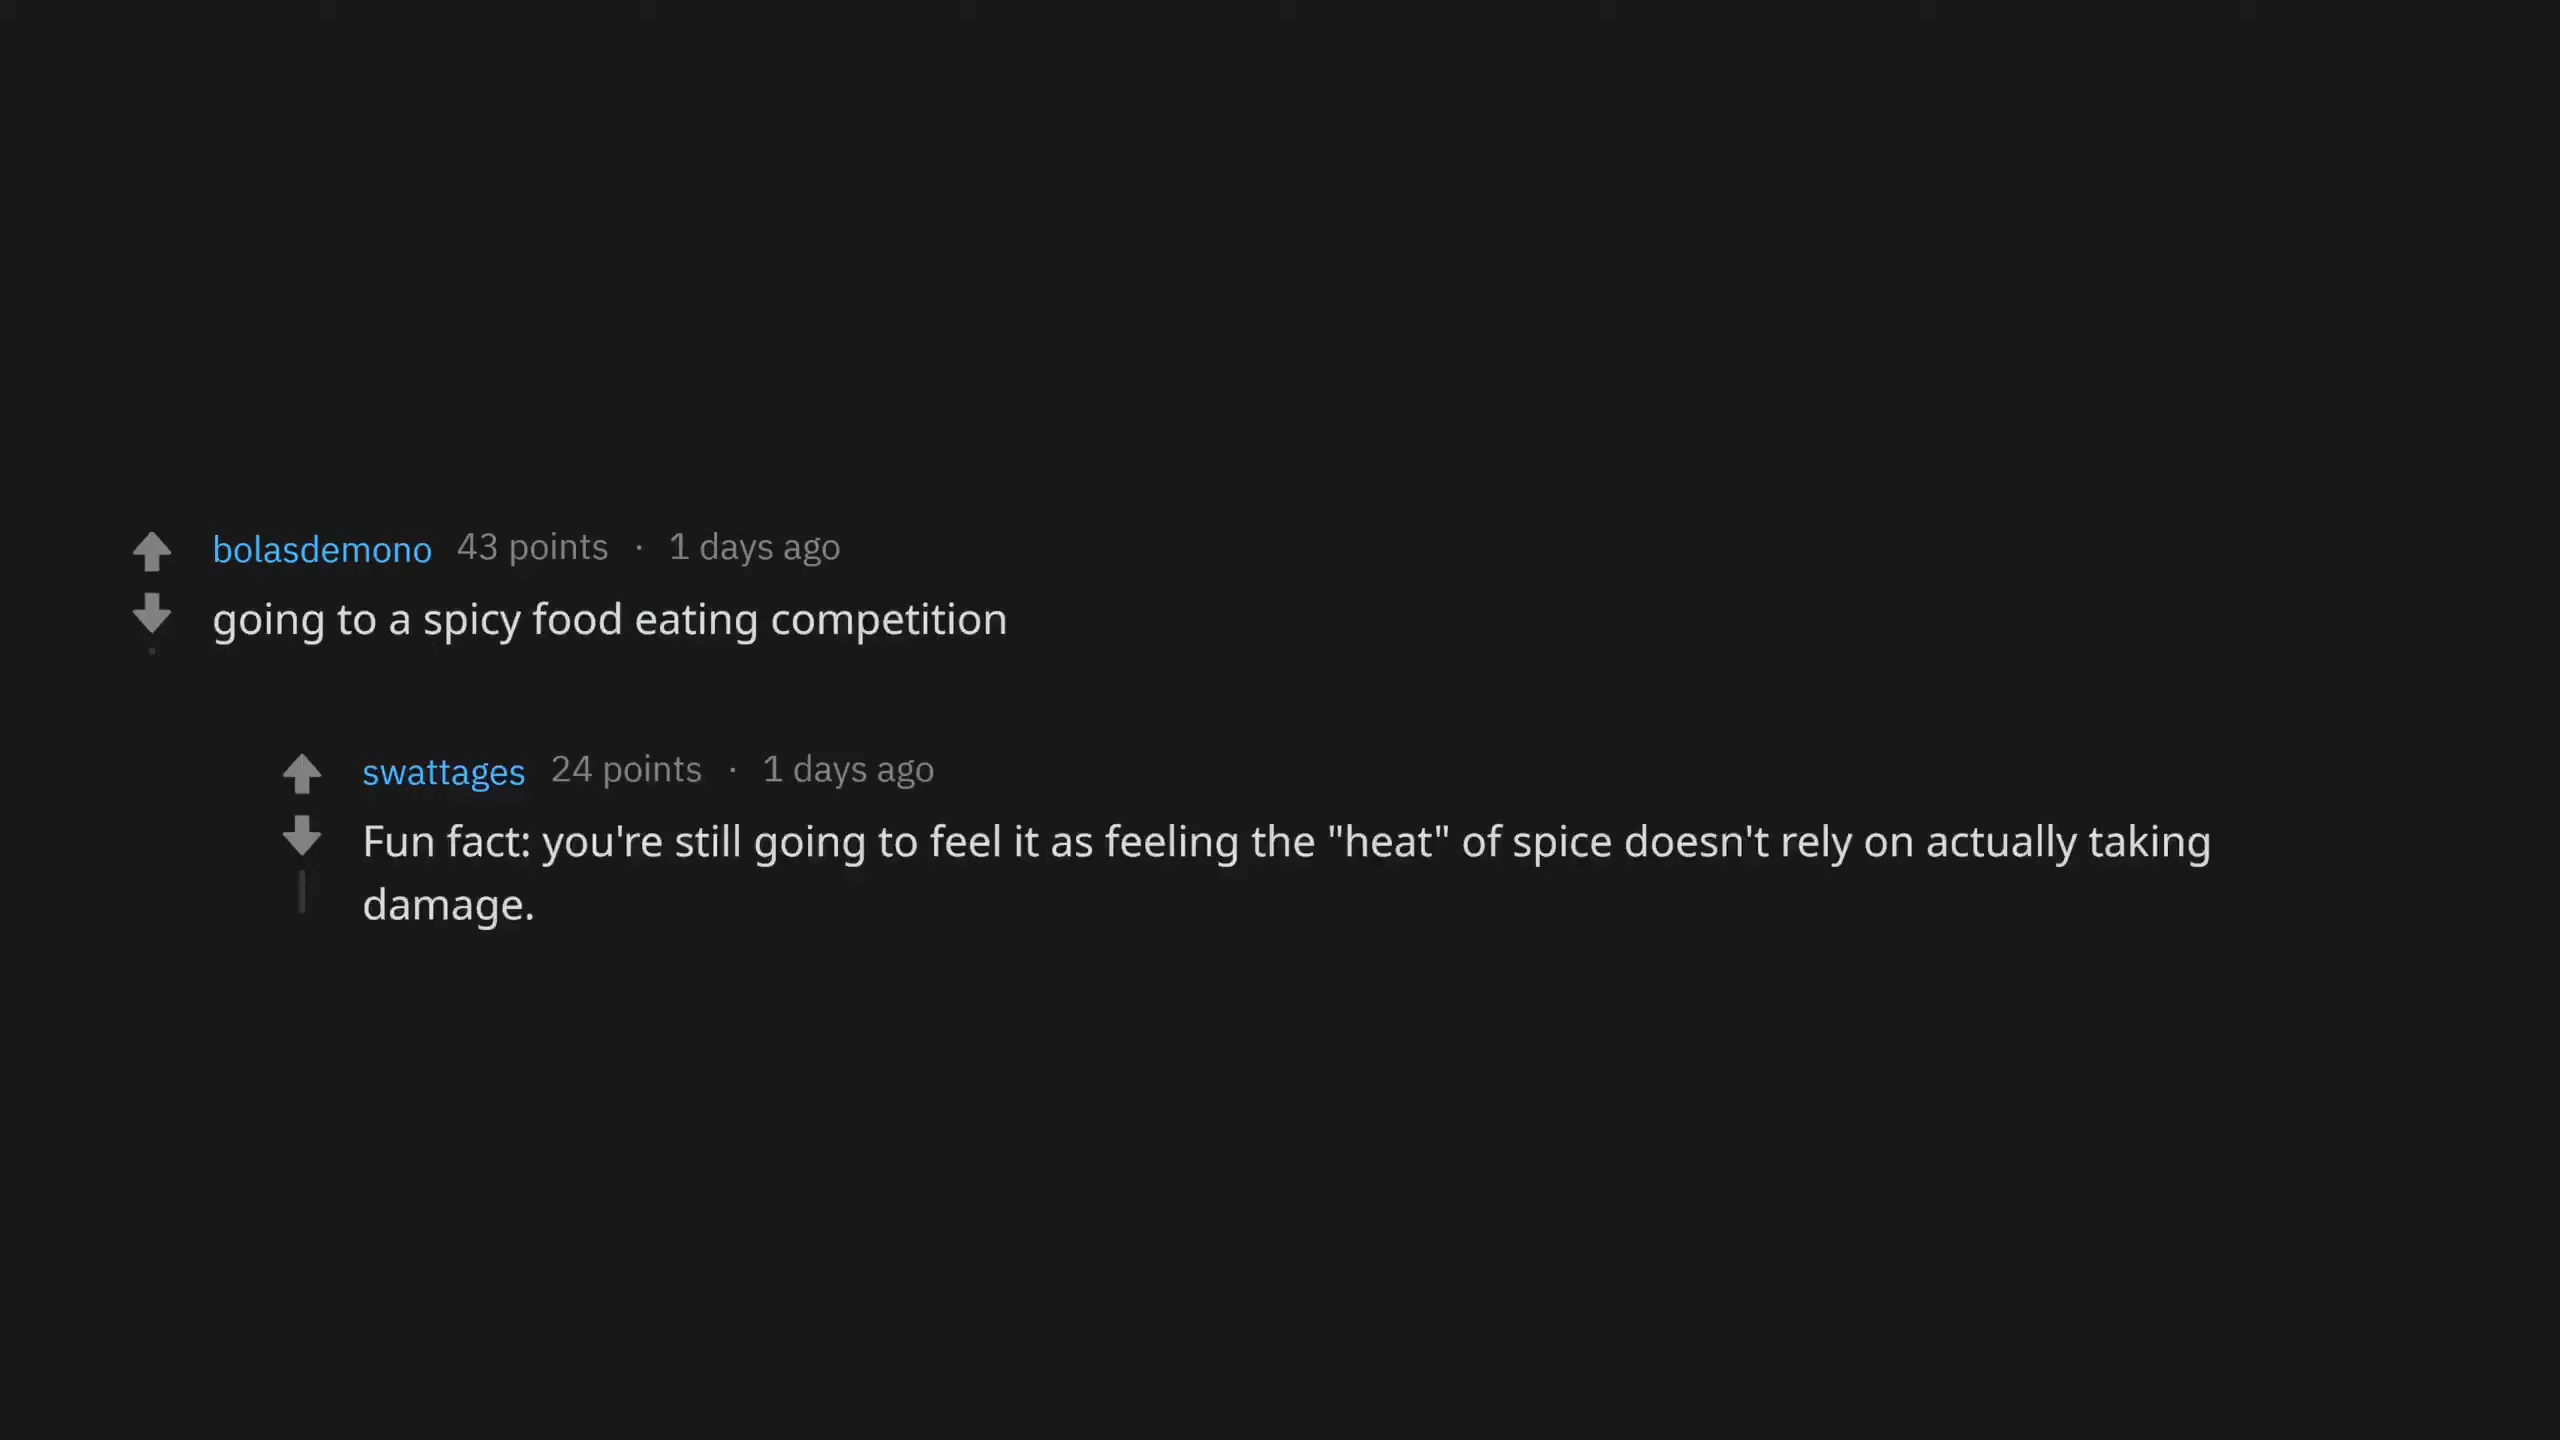 bolasdemono 43 points · 1 days ago
going to a spicy food eating competition
swattages 24 points · 1 days ago
Fun fact: you're still going to feel it as feeling the "heat" of spice doesn't rely on actually taking
damage.